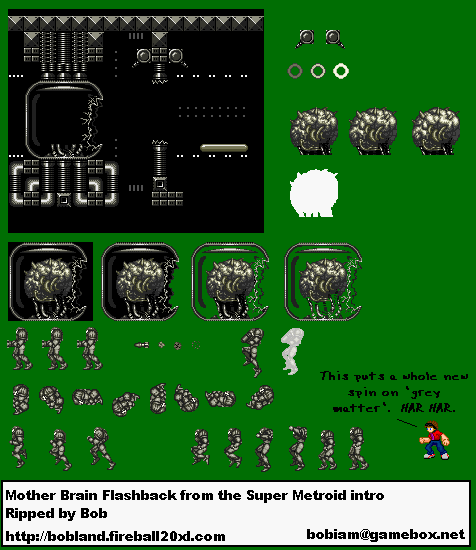 This puts a whole new
spin on 'grey
matter'. HAR HAR.
Mother Brain Flashback from the Super Metroid intro
Ripped by Bob
http://bobland.fireball20xd.com
bobiam@gamebox.net